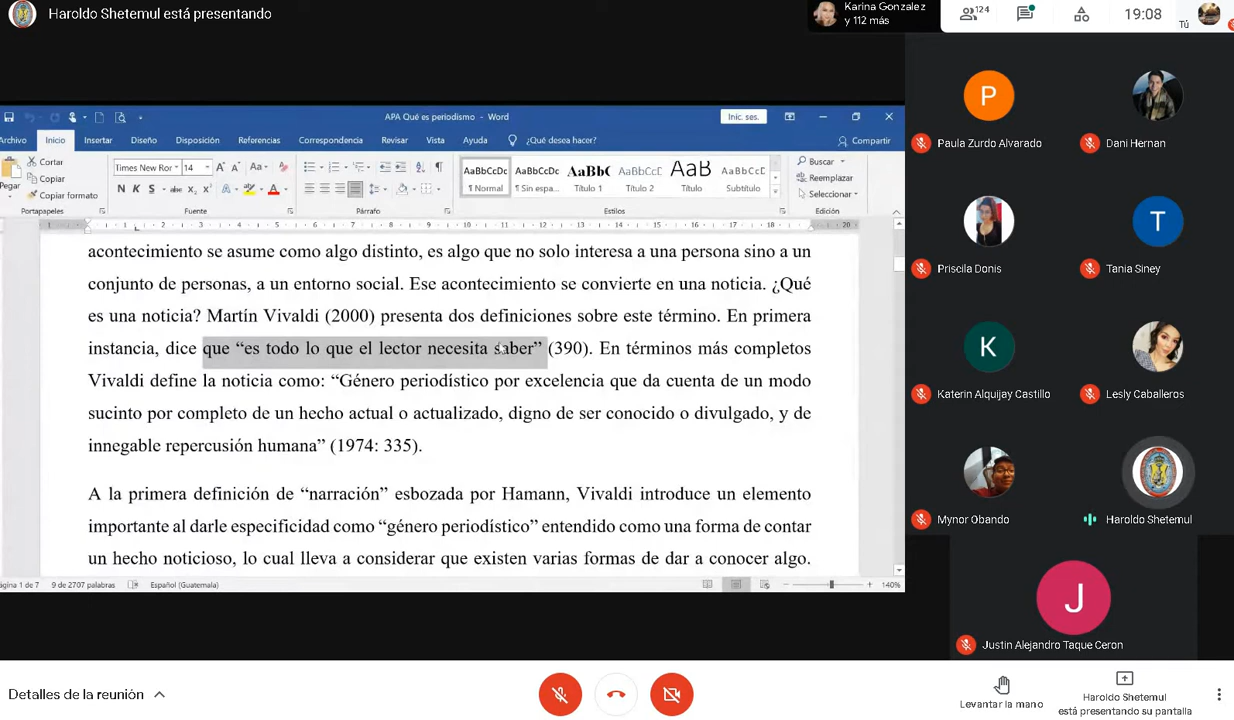 Haroldo Shetemul está presentando
Karina Gonzalez
y 112 más
124
19:08
Tú
APA Qué es periodismo - Word
Inic. ses.
Archivo Inicio Insertar Diseño Disposición Referencias Correspondencia Revisar Vista Ayuda ¿Qué desea hacer? Compartir
Pegar
Cortar
Copiar
Copiar formato
Portapapeles
Times New Ror 14
N K S abc x₂ x²
Fuente
Párrafo
AaBbCcDc AaBbCcDc AaBbC AaBbCcD AaB AaBbCcD
¶ Normal ¶ Sin espa... Título 1 Título 2 Título Subtítulo
Estilos
Buscar
Reemplazar
Seleccionar
Edición
acontecimiento se asume como algo distinto, es algo que no solo interesa a una persona sino a un
conjunto de personas, a un entorno social. Ese acontecimiento se convierte en una noticia. ¿Qué
es una noticia? Martín Vivaldi (2000) presenta dos definiciones sobre este término. En primera
instancia, dice que “es todo lo que el lector necesita saber” (390). En términos más completos
Vivaldi define la noticia como: “Género periodístico por excelencia que da cuenta de un modo
sucinto por completo de un hecho actual o actualizado, digno de ser conocido o divulgado, y de
innegable repercusión humana” (1974: 335).
A la primera definición de “narración” esbozada por Hamann, Vivaldi introduce un elemento
importante al darle especificidad como “género periodístico” entendido como una forma de contar
un hecho noticioso, lo cual lleva a considerar que existen varias formas de dar a conocer algo.
ágina 1 de 7 9 de 2707 palabras Español (Guatemala) 140%
P
Paula Zurdo Alvarado
Dani Hernan
Priscila Donis
T
Tania Siney
K
Katerin Alquijay Castillo
Lesly Caballeros
Mynor Obando
Haroldo Shetemul
J
Justin Alejandro Taque Ceron
Detalles de la reunión
Levantar la mano
Haroldo Shetemul
está presentando su pantalla